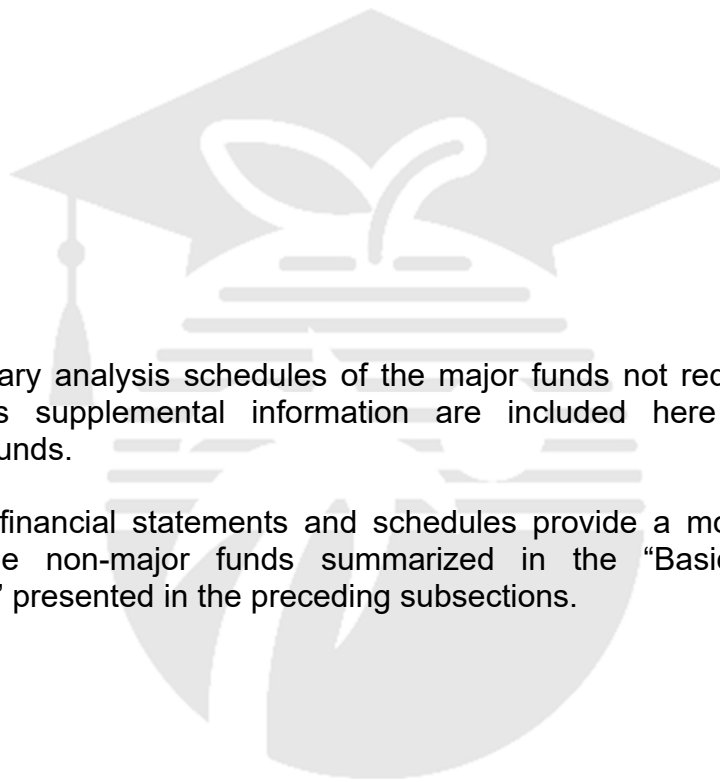 ary analysis schedules of the major funds not rec
s supplemental information are included here
unds.
financial statements and schedules provide a mo
e non-major funds summarized in the “Basic
” presented in the preceding subsections.